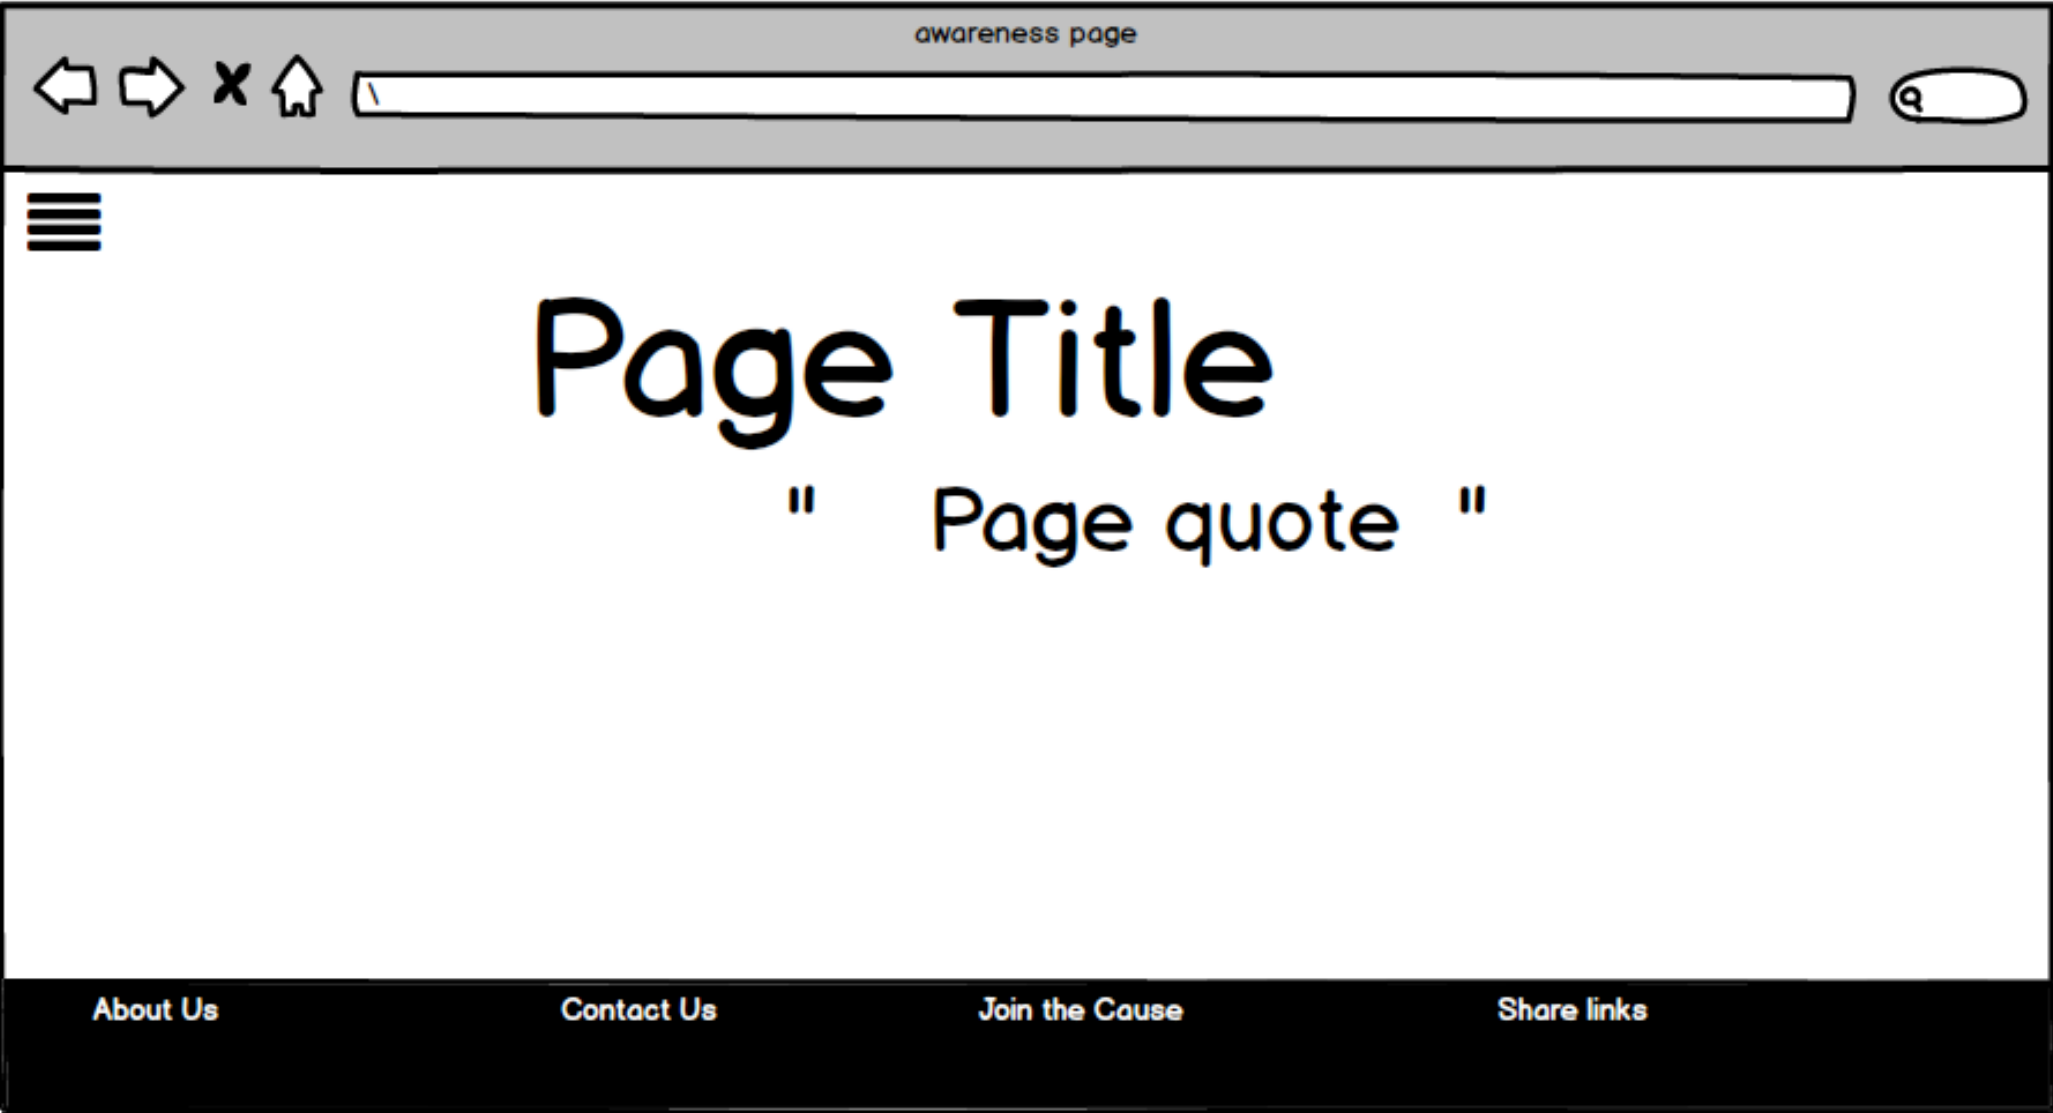 awareness page
\
Page Title
" Page quote "
About Us Contact Us Join the Cause Share links